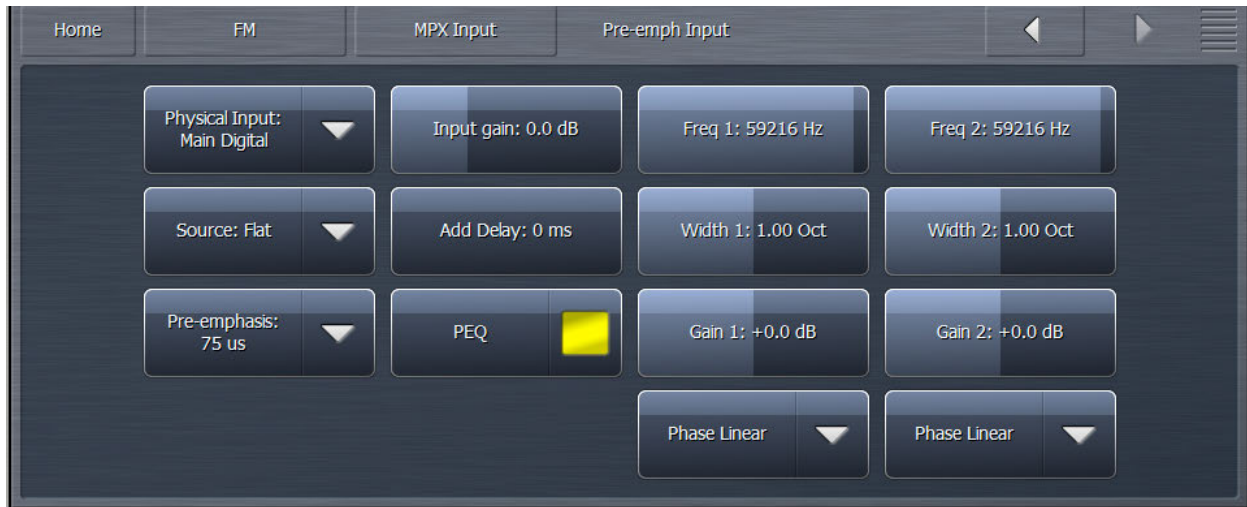 Home
FM
MPX Input
Pre-emph Input
Physical Input:
Main Digital
Input gain: 0.0 dB
Freq 1: 59216 Hz
Freq 2: 59216 Hz
Source: Flat
Add Delay: 0 ms
Width 1: 1.00 Oct
Width 2: 1.00 Oct
Pre-emphasis:
75 us
PEQ
Gain 1: +0.0 dB
Gain 2: +0.0 dB
Phase Linear
Phase Linear